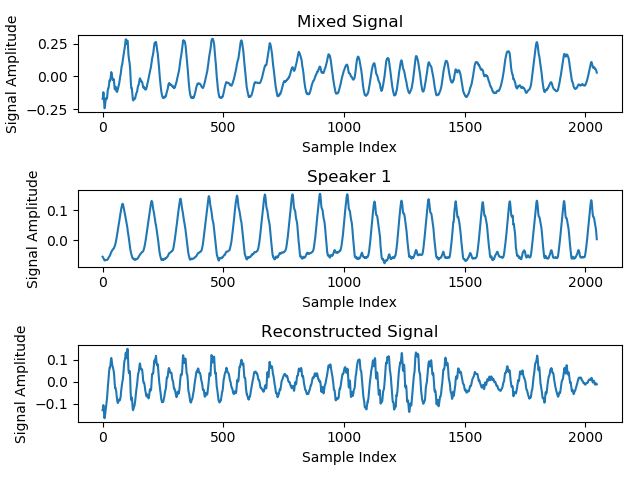 Mixed Signal
Signal Amplitude
0.25
0.00
−0.25
0 500 1000 1500 2000
Sample Index
Speaker 1
Signal Amplitude
0.1
0.0
0 500 1000 1500 2000
Sample Index
Reconstructed Signal
Signal Amplitude
0.1
0.0
−0.1
0 500 1000 1500 2000
Sample Index